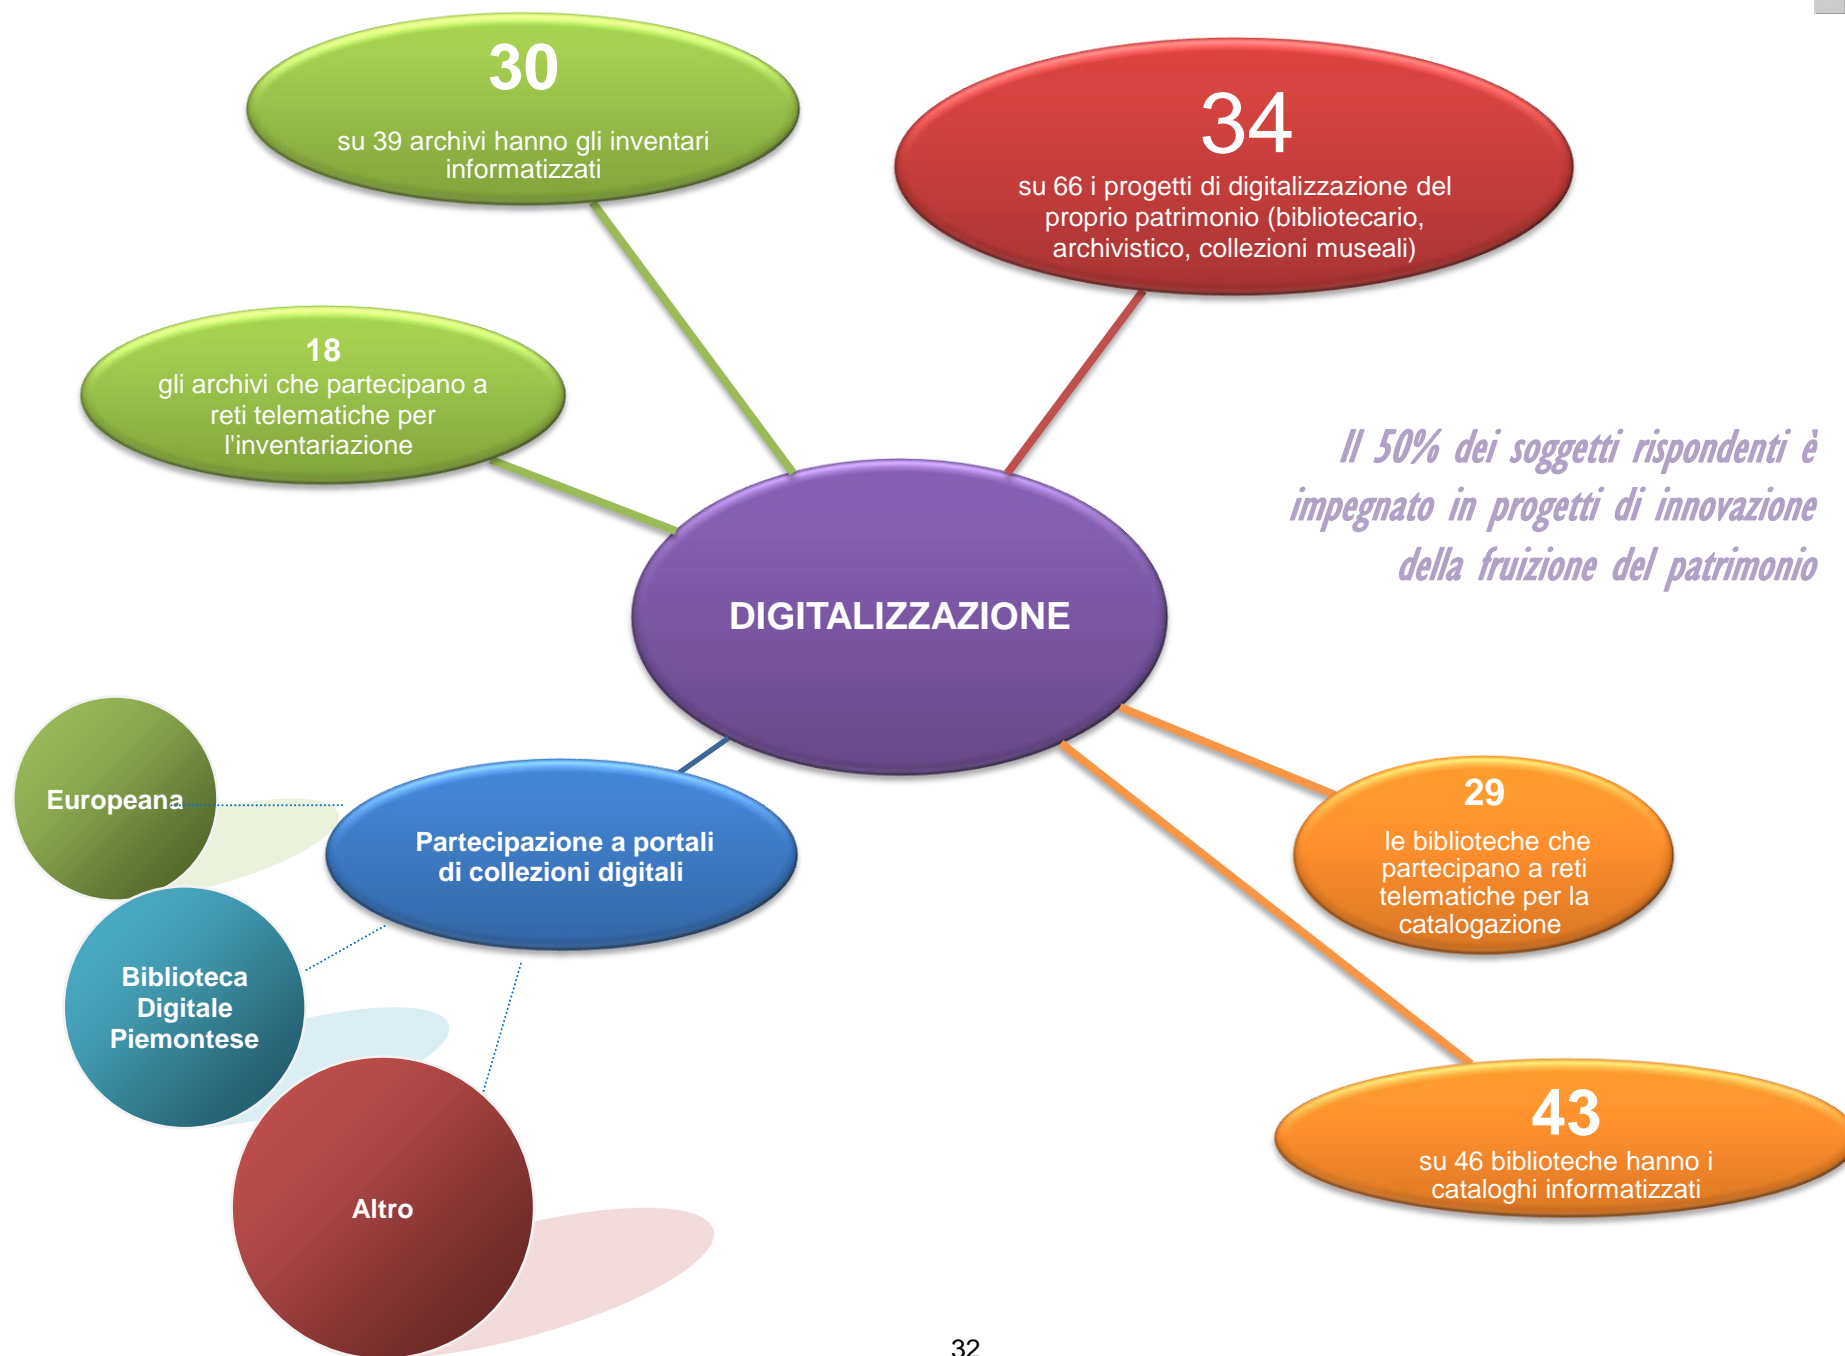 30
su 39 archivi hanno gli inventari
informatizzati
34
su 66 i progetti di digitalizzazione del
proprio patrimonio (bibliotecario,
archivistico, collezioni museali)
18
gli archivi che partecipano a
reti telematiche per
l'inventariazione
Il 50% dei soggetti rispondenti è
impegnato in progetti di innovazione
della fruizione del patrimonio
DIGITALIZZAZIONE
Europeana
Partecipazione a portali
di collezioni digitali
29
le biblioteche che
partecipano a reti
telematiche per la
catalogazione
Biblioteca
Digitale
Piemontese
43
su 46 biblioteche hanno i
cataloghi informatizzati
Altro
32